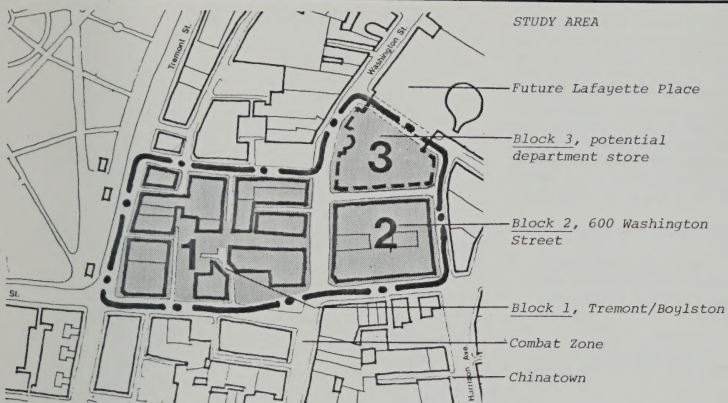 STUDY AREA
Tremont St.
Washington St.
Future Lafayette Place
3
Block 3, potential
department store
1
2
Block 2, 600 Washington
Street
St.
Block 1, Tremont/Boylston
Combat Zone
Harrison Ave.
Chinatown